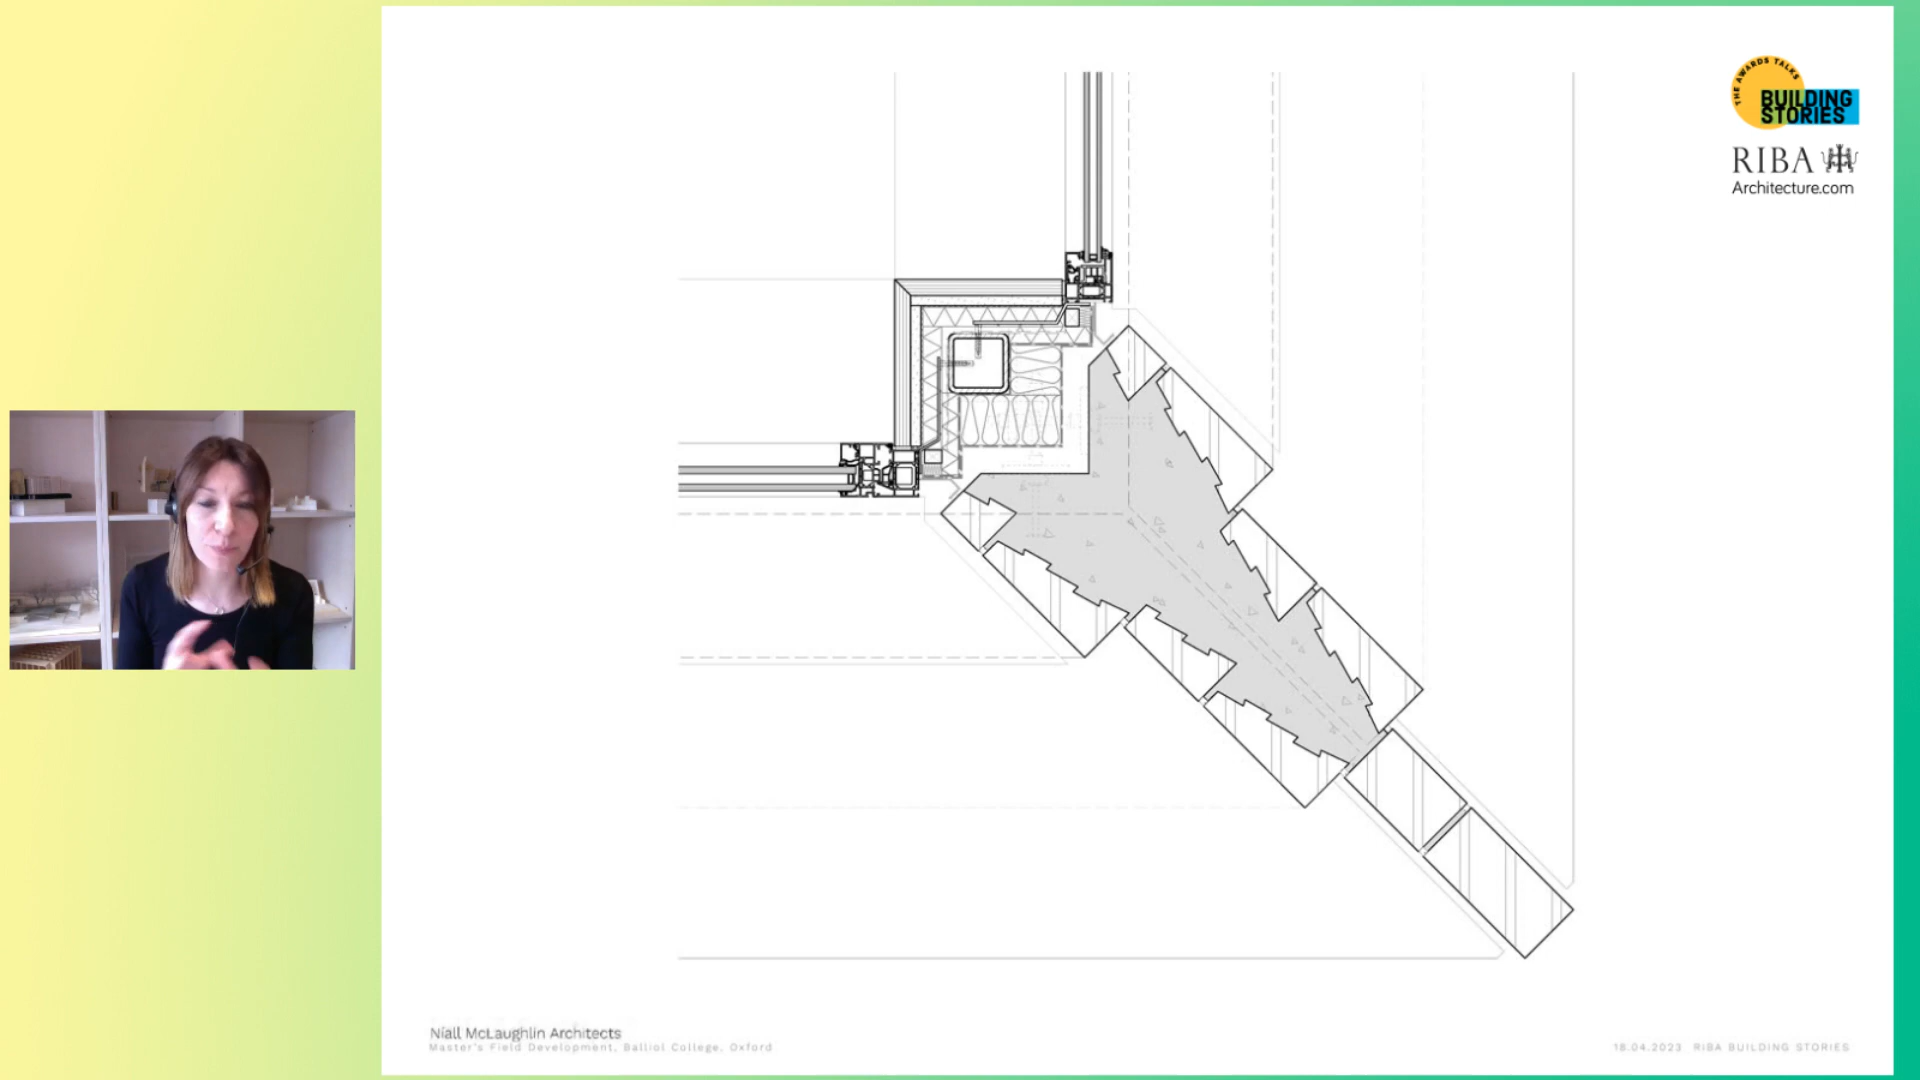 THE AWARDS TALKS
BUILDING
STORIES
RIBA
Architecture.com
Níall McLaughlin Architects
Master's Field Development, Balliol College, Oxford
18.04.2023 RIBA BUILDING STORIES